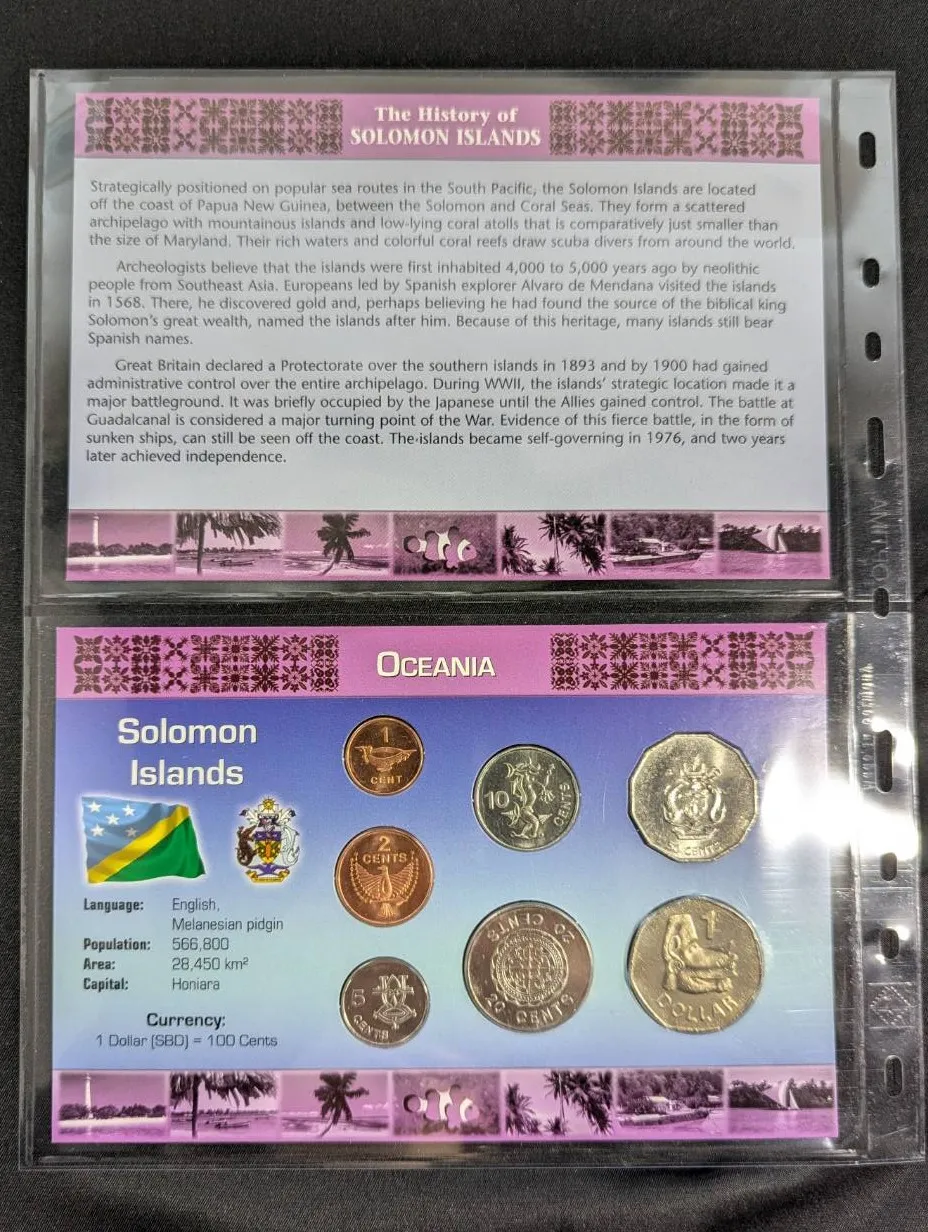 The History of
SOLOMON ISLANDS
Strategically positioned on popular sea routes in the South Pacific, the Solomon Islands are located
off the coast of Papua New Guinea, between the Solomon and Coral Seas. They form a scattered
archipelago with mountainous islands and low-lying coral atolls that is comparatively just smaller than
the size of Maryland. Their rich waters and colorful coral reefs draw scuba divers from around the world.
Archeologists believe that the islands were first inhabited 4,000 to 5,000 years ago by neolithic
people from Southeast Asia. Europeans led by Spanish explorer Alvaro de Mendana visited the islands
in 1568. There, he discovered gold and, perhaps believing he had found the source of the biblical king
Solomon's great wealth, named the islands after him. Because of this heritage, many islands still bear
Spanish names.
Great Britain declared a Protectorate over the southern islands in 1893 and by 1900 had gained
administrative control over the entire archipelago. During WWII, the islands' strategic location made it a
major battleground. It was briefly occupied by the Japanese until the Allies gained control. The battle at
Guadalcanal is considered a major turning point of the War. Evidence of this fierce battle, in the form of
sunken ships, can still be seen off the coast. The islands became self-governing in 1976, and two years
later achieved independence.
OCEANIA
Solomon
Islands
Language: English,
Melanesian pidgin
Population: 566,800
Area: 28,450 km²
Capital: Honiara
Currency:
1 Dollar (SBD) = 100 Cents
1
CENT
2
CENTS
5
CENTS
10 CENTS
20 CENTS
20 CENTS
CENTS
1
DOLLAR